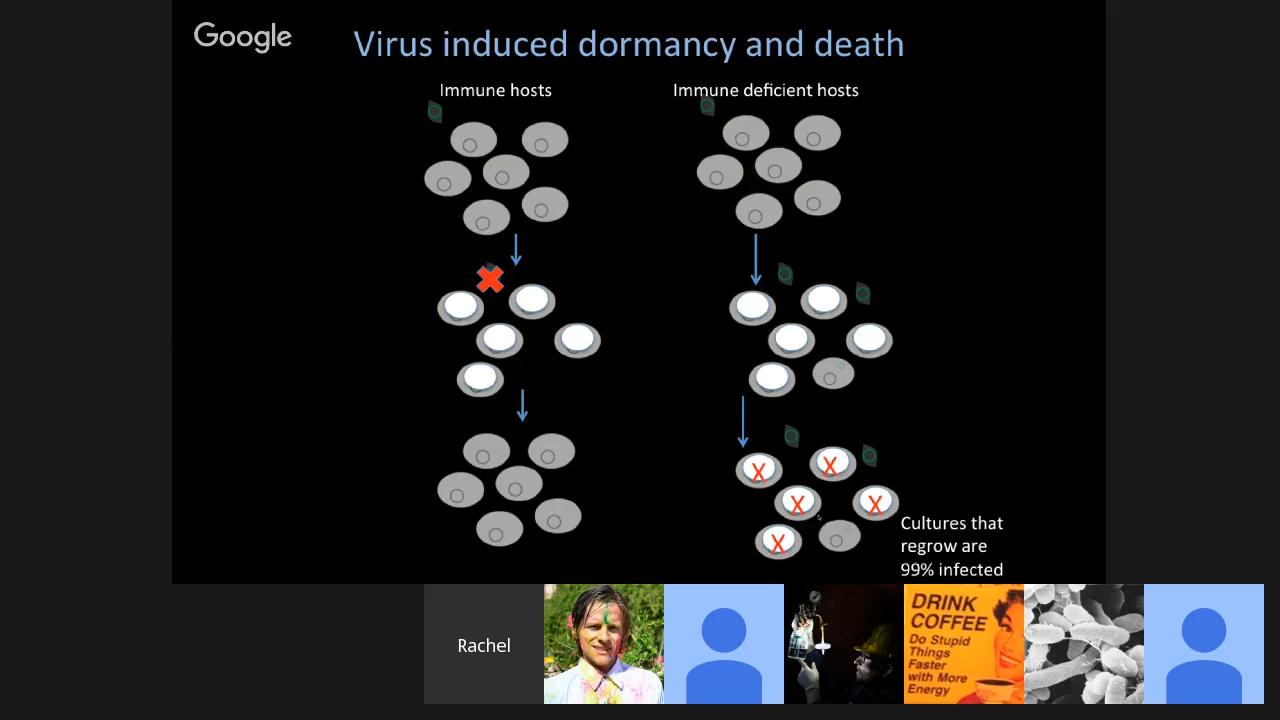 Google
Virus induced dormancy and death
Immune hosts
Immune deficient hosts
X
X
X
X
X
Cultures that
regrow are
99% infected
Rachel
DRINK
COFFEE
Do Stupid
Things
Faster
with More
Energy